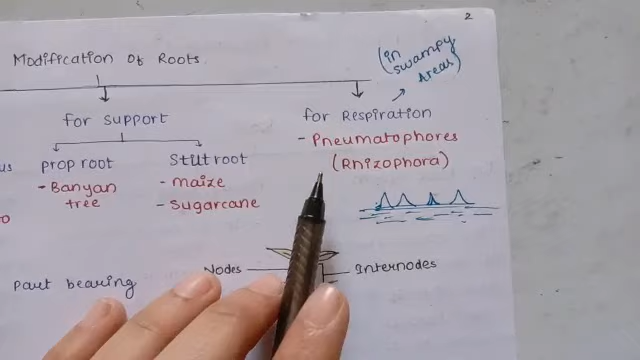 2
Modification Of Roots
(in
swampy
areas)
for support
for Respiration
- Pneumatophores
(Rhizophora)
us
prop root
- Banyan
tree
Stilt root
- maize
- Sugarcane
Nodes
Internodes
part bearing